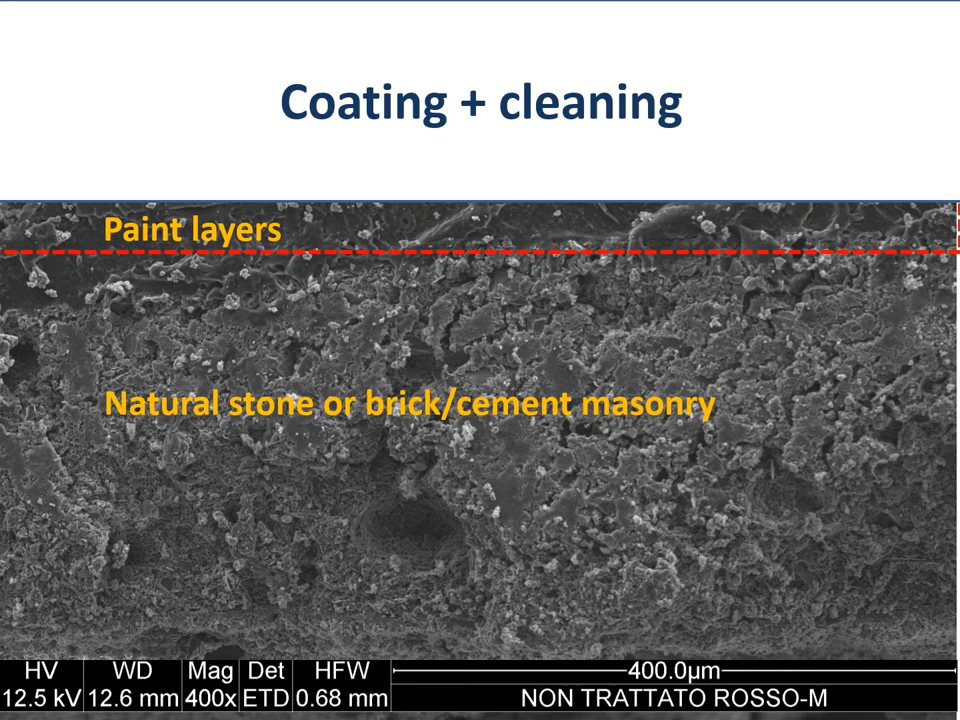 Coating + cleaning
Paint layers
Natural stone or brick/cement masonry
HV WD Mag Det HFW 400.0µm
12.5 kV 12.6 mm 400x ETD 0.68 mm NON TRATTATO ROSSO-M